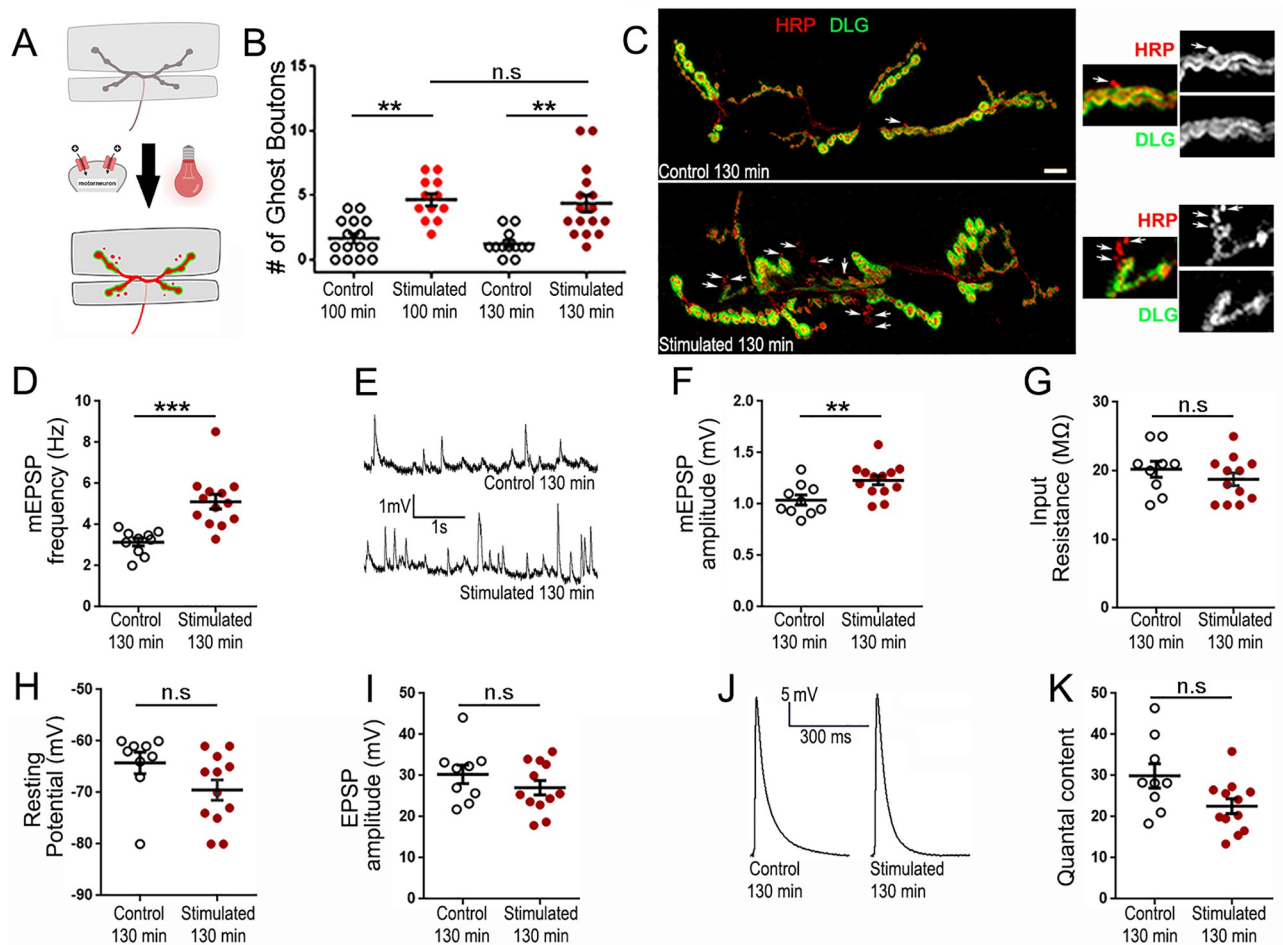 A
motorneuron
B
# of Ghost Boutons
15
10
5
0
n.s
**
**
Control
100 min
Stimulated
100 min
Control
130 min
Stimulated
130 min
C
HRP DLG
Control 130 min
Stimulated 130 min
HRP
DLG
HRP
DLG
D
mEPSP
frequency (Hz)
10
8
6
4
2
0
***
Control
130 min
Stimulated
130 min
E
Control 130 min
1mV
1s
Stimulated 130 min
F
mEPSP
amplitude (mV)
2.0
1.5
1.0
0.5
0.0
**
Control
130 min
Stimulated
130 min
G
Input
Resistance (MΩ)
30
20
10
0
n.s
Control
130 min
Stimulated
130 min
H
Resting
Potential (mV)
-50
-60
-70
-80
-90
n.s
Control
130 min
Stimulated
130 min
I
EPSP
amplitude (mV)
50
40
30
20
10
0
n.s
Control
130 min
Stimulated
130 min
J
5 mV
300 ms
Control
130 min
Stimulated
130 min
K
Quantal content
50
40
30
20
10
0
n.s
Control
130 min
Stimulated
130 min